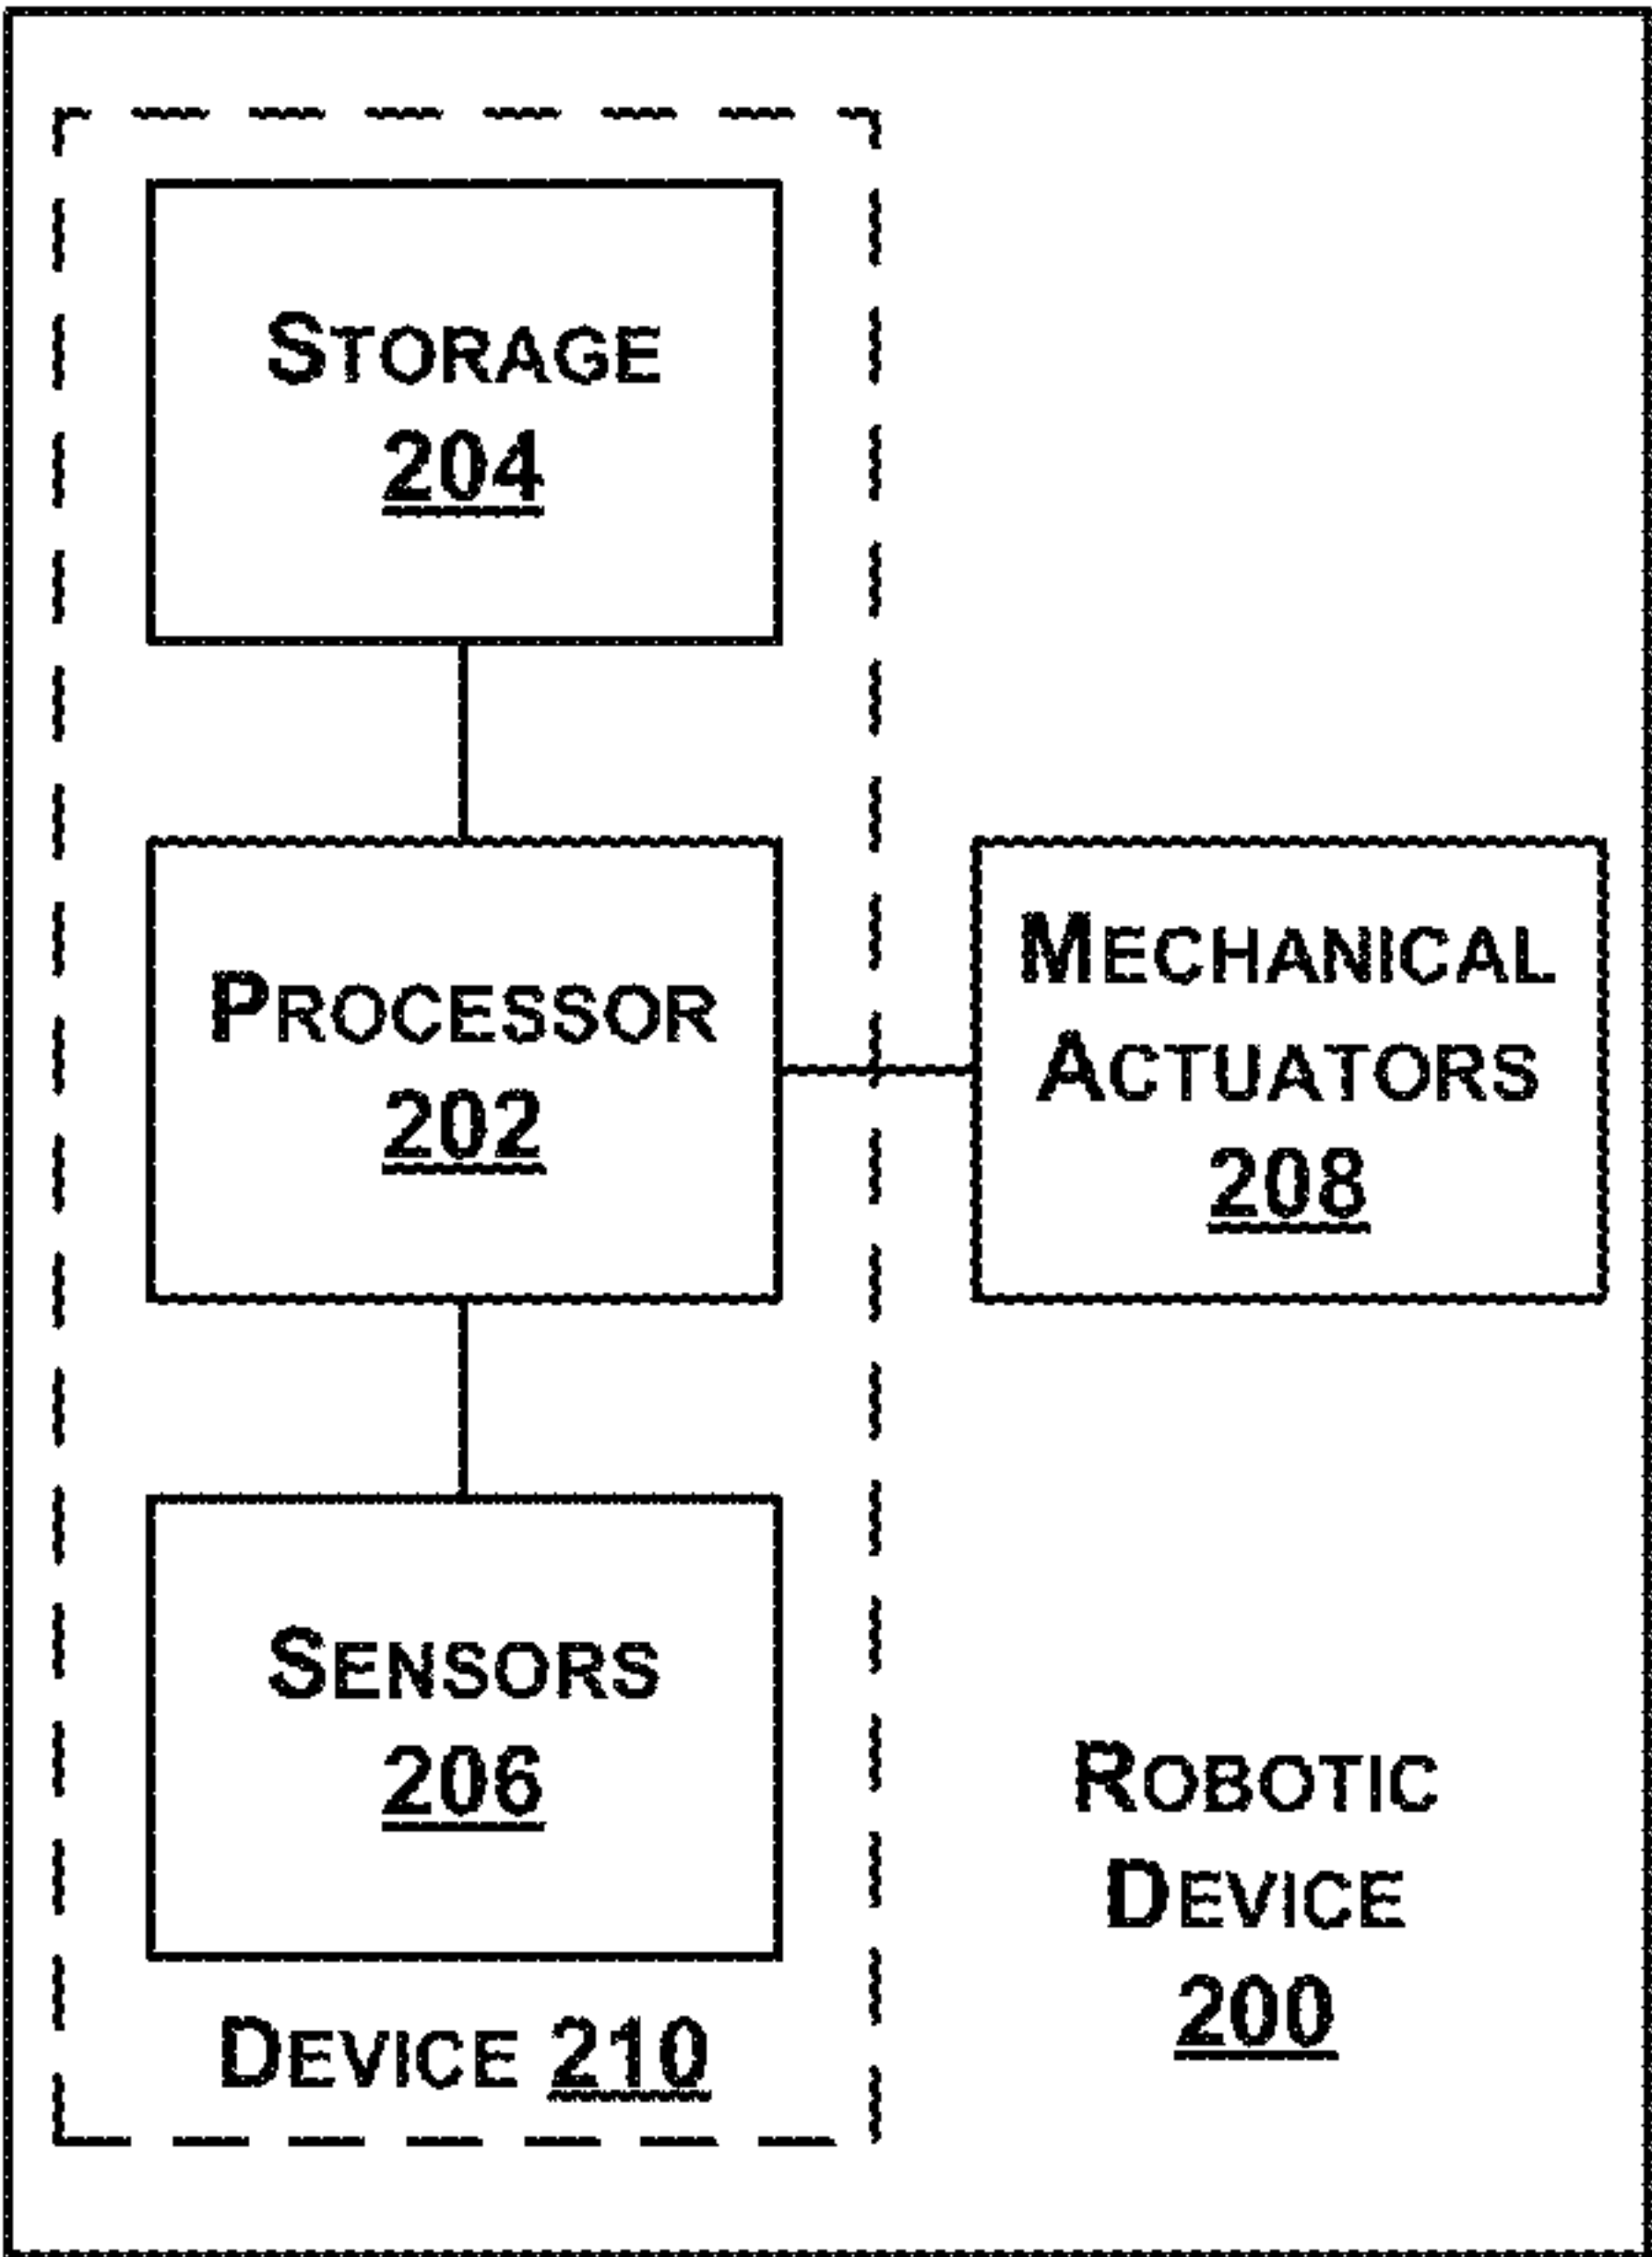 STORAGE
204
PROCESSOR
202
MECHANICAL
ACTUATORS
208
SENSORS
206
DEVICE 210
ROBOTIC
DEVICE
200